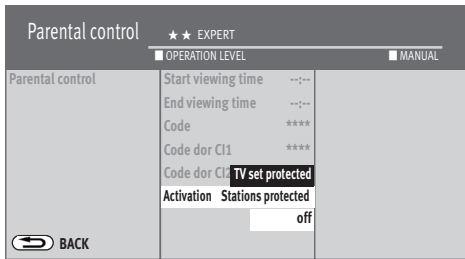 Parental control
★ ★ EXPERT
OPERATION LEVEL
MANUAL
Parental control
Start viewing time --:--
End viewing time --:--
Code ****
Code dor CI1 ****
Code dor CI2
TV set protected
Activation Stations protected
off
BACK